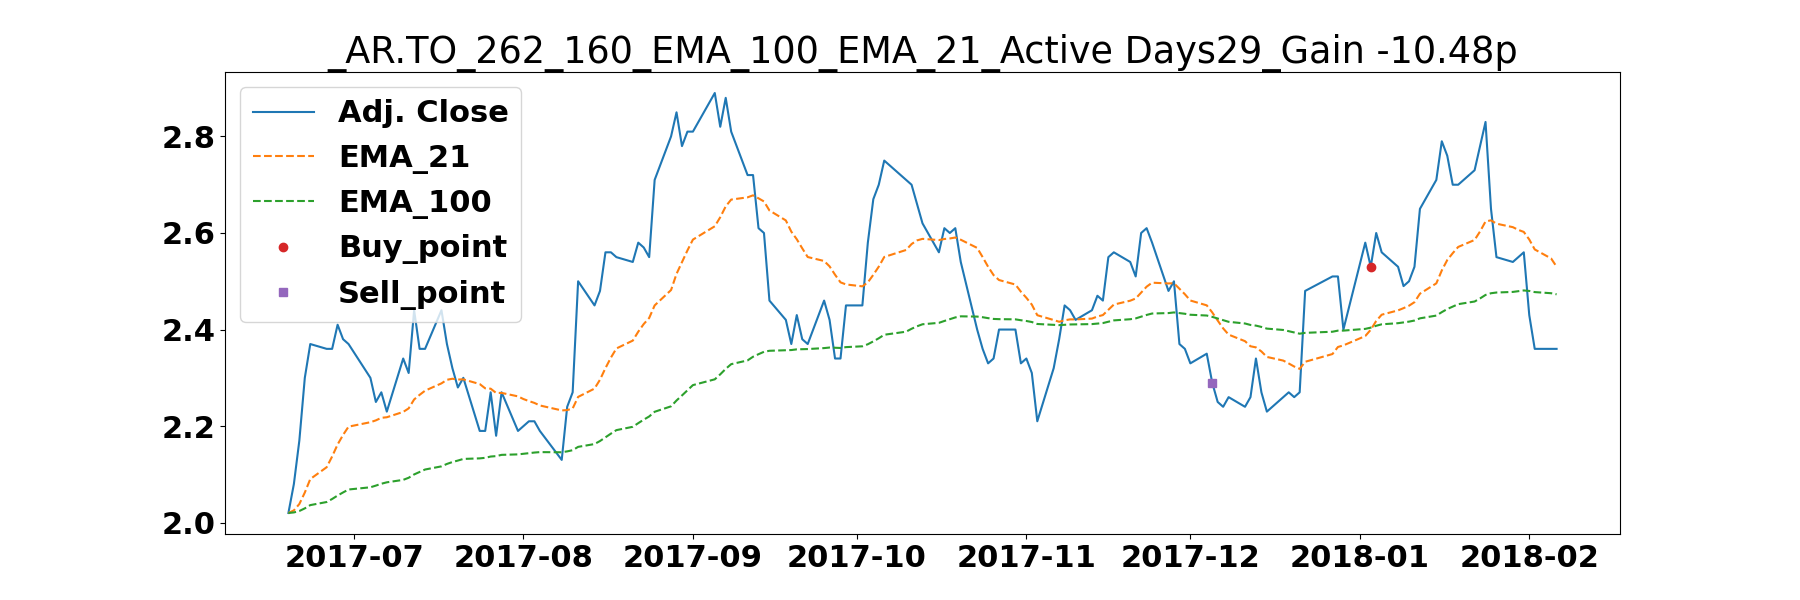 _AR.TO_262_160_EMA_100_EMA_21_Active Days29_Gain -10.48p
Adj. Close
EMA_21
EMA_100
Buy_point
Sell_point
2.8
2.6
2.4
2.2
2.0
2017-07 2017-08 2017-09 2017-10 2017-11 2017-12 2018-01 2018-02